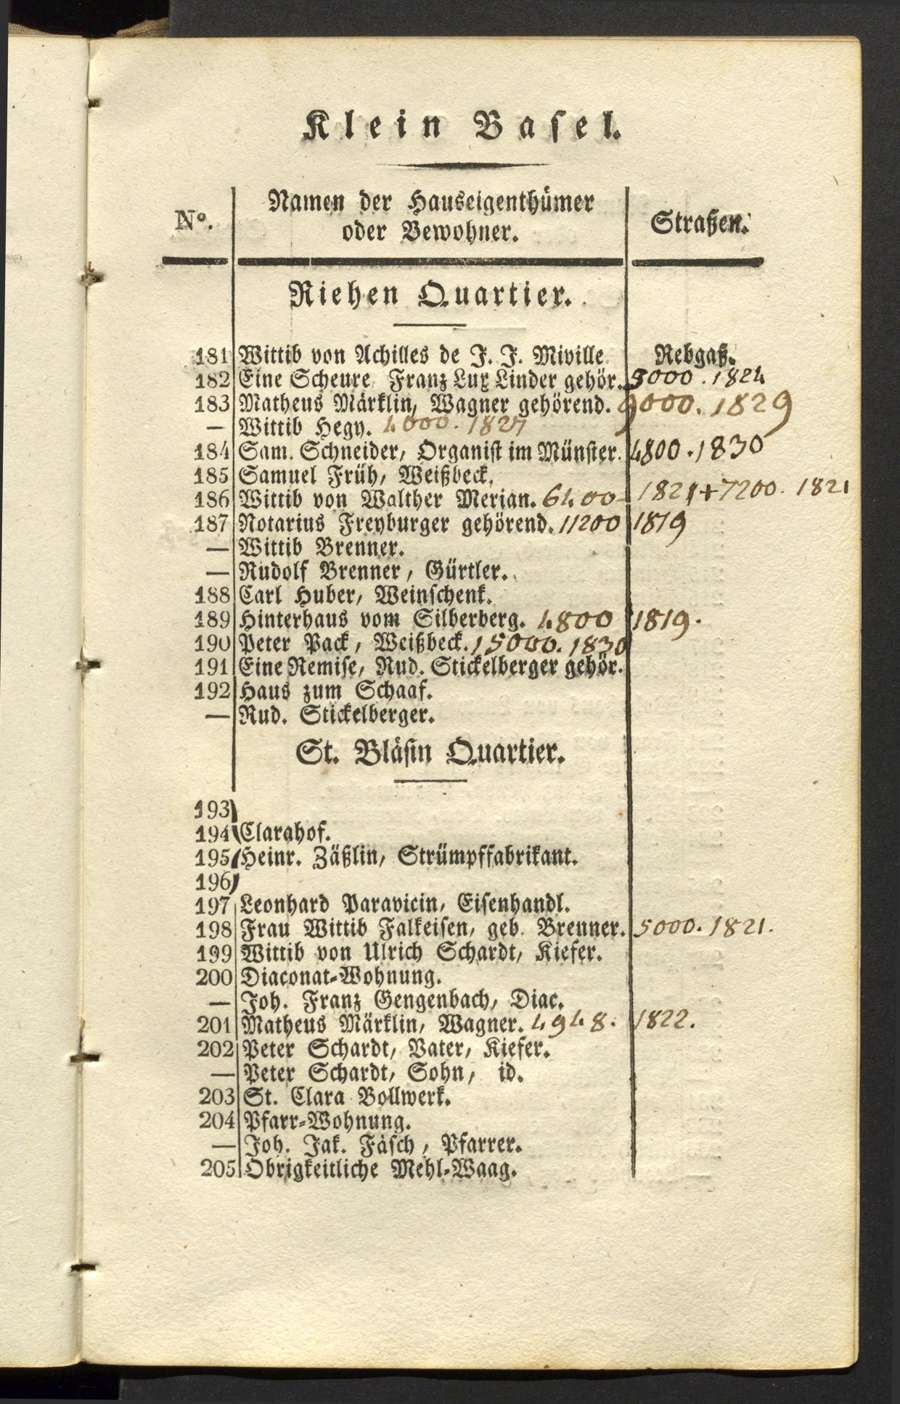 Klein Basel.
Nº. Namen der Hauseigenthümer oder Bewohner. Straßen.
Riehen Quartier.
181 Wittib von Achilles de J. J. Miville Rebgaß.
182 Eine Scheure Franz Lux Linder gehör. 5000. 1824
183 Matheus Märklin, Wagner gehörend. 9000. 1829
— Wittib Hegy. 4000. 1827
184 Sam. Schneider, Organist im Münster. 4800. 1830
185 Samuel Früh, Weißbeck.
186 Wittib von Walther Merian. 6400 1821 + 7200. 1821
187 Notarius Freyburger gehörend. 11200 1819
— Wittib Brenner.
— Rudolf Brenner, Gürtler.
188 Carl Huber, Weinschenk.
189 Hinterhaus vom Silberberg. 4800 1819.
190 Peter Pack, Weißbeck. 15000. 1830
191 Eine Remise, Rud. Stickelberger gehör.
192 Haus zum Schaaf.
— Rud. Stickelberger.
St. Bläsin Quartier.
193
194 Clarahof.
195 Heinr. Zäßlin, Strümpffabrikant.
196
197 Leonhard Paravicin, Eisenhandl.
198 Frau Wittib Falkeisen, geb. Brenner. 5000. 1821.
199 Wittib von Ulrich Schardt, Kiefer.
200 Diaconat-Wohnung.
— Joh. Franz Gengenbach, Diac.
201 Matheus Märklin, Wagner. 4948. 1822.
202 Peter Schardt, Vater, Kiefer.
— Peter Schardt, Sohn, id.
203 St. Clara Bollwerk.
204 Pfarr-Wohnung.
— Joh. Jak. Fäsch, Pfarrer.
205 Obrigkeitliche Mehl-Waag.